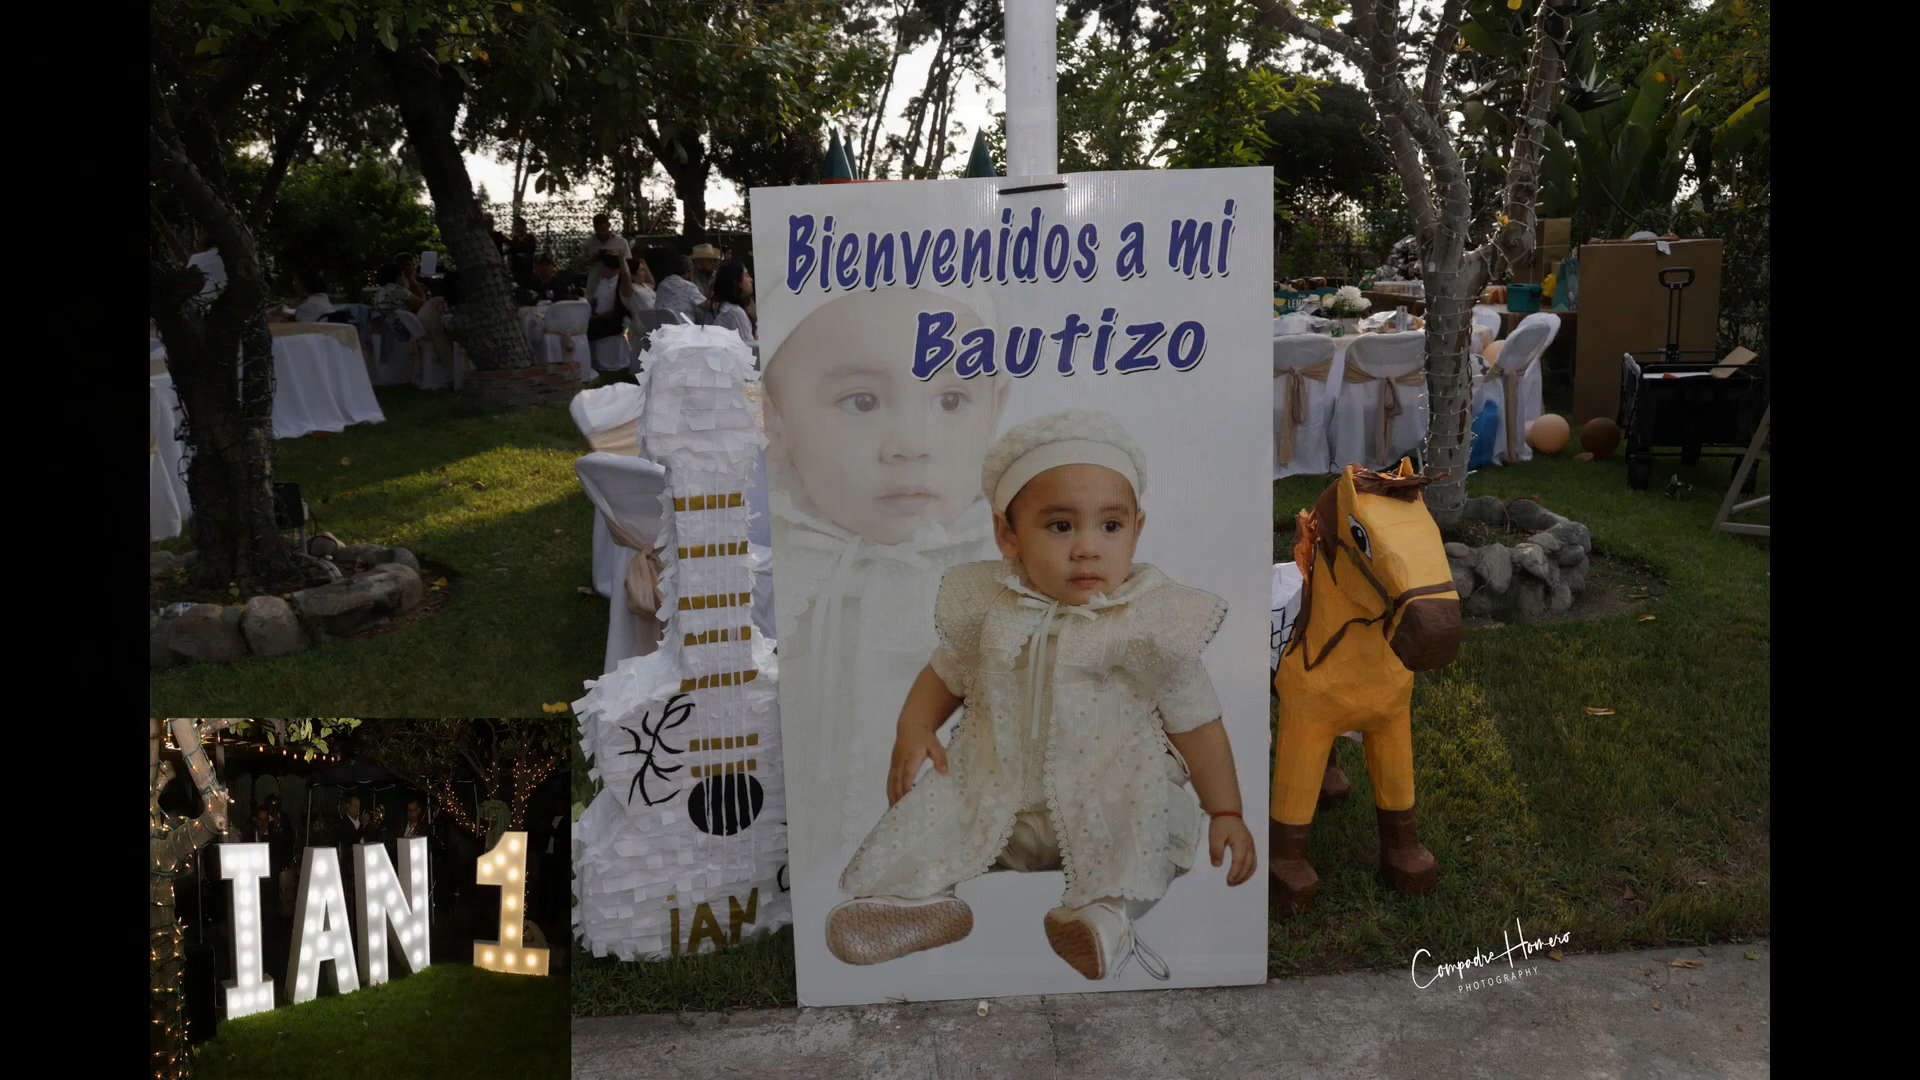 Bienvenidos a mi
Bautizo
IAN
IAN 1
Compadre Homero
PHOTOGRAPHY